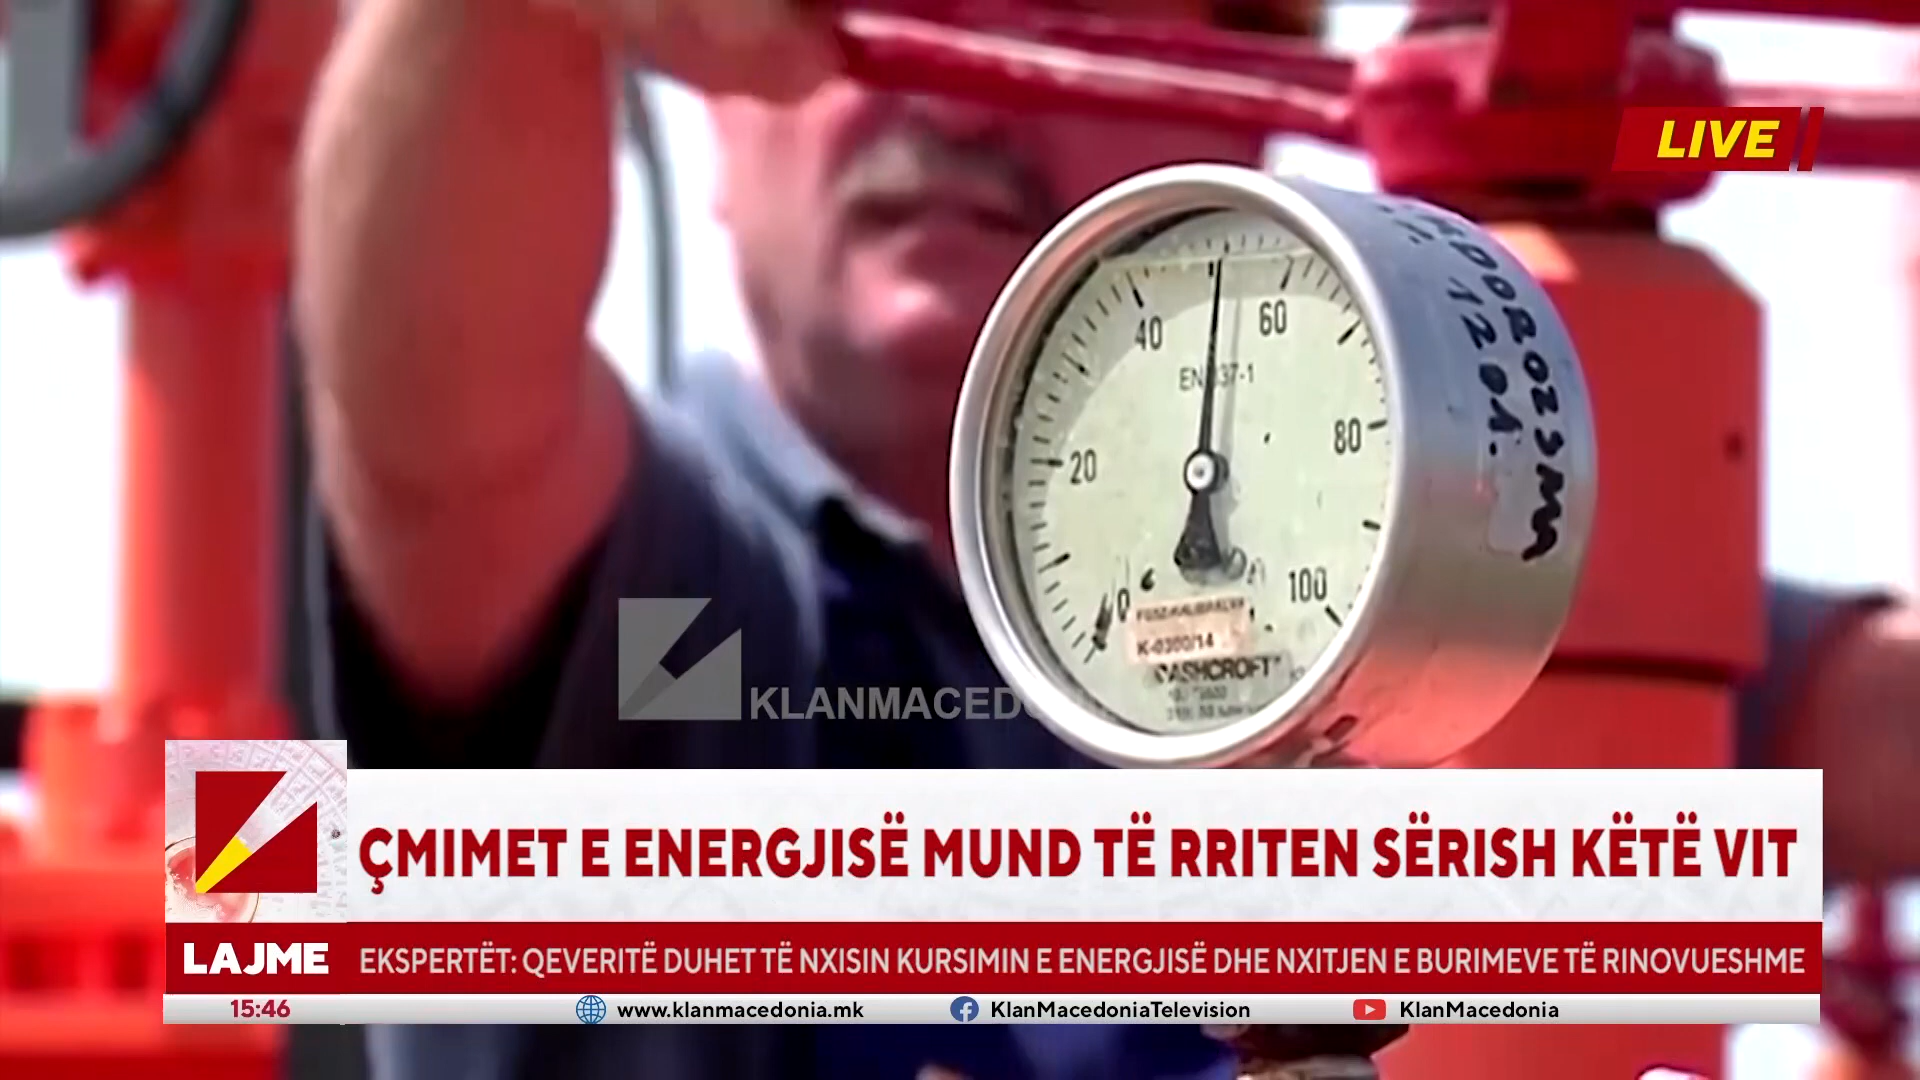 LIVE
40
60
20
80
0
100
K-0300/14
ASHCROFT
KLANMACEDO
ÇMIMET E ENERGJISË MUND TË RRITEN SËRISH KËTË VIT
LAJME
EKSPERTËT: QEVERITË DUHET TË NXISIN KURSIMIN E ENERGJISË DHE NXITJEN E BURIMEVE TË RINOVUESHME
15:46
www.klanmacedonia.mk
KlanMacedoniaTelevision
KlanMacedonia